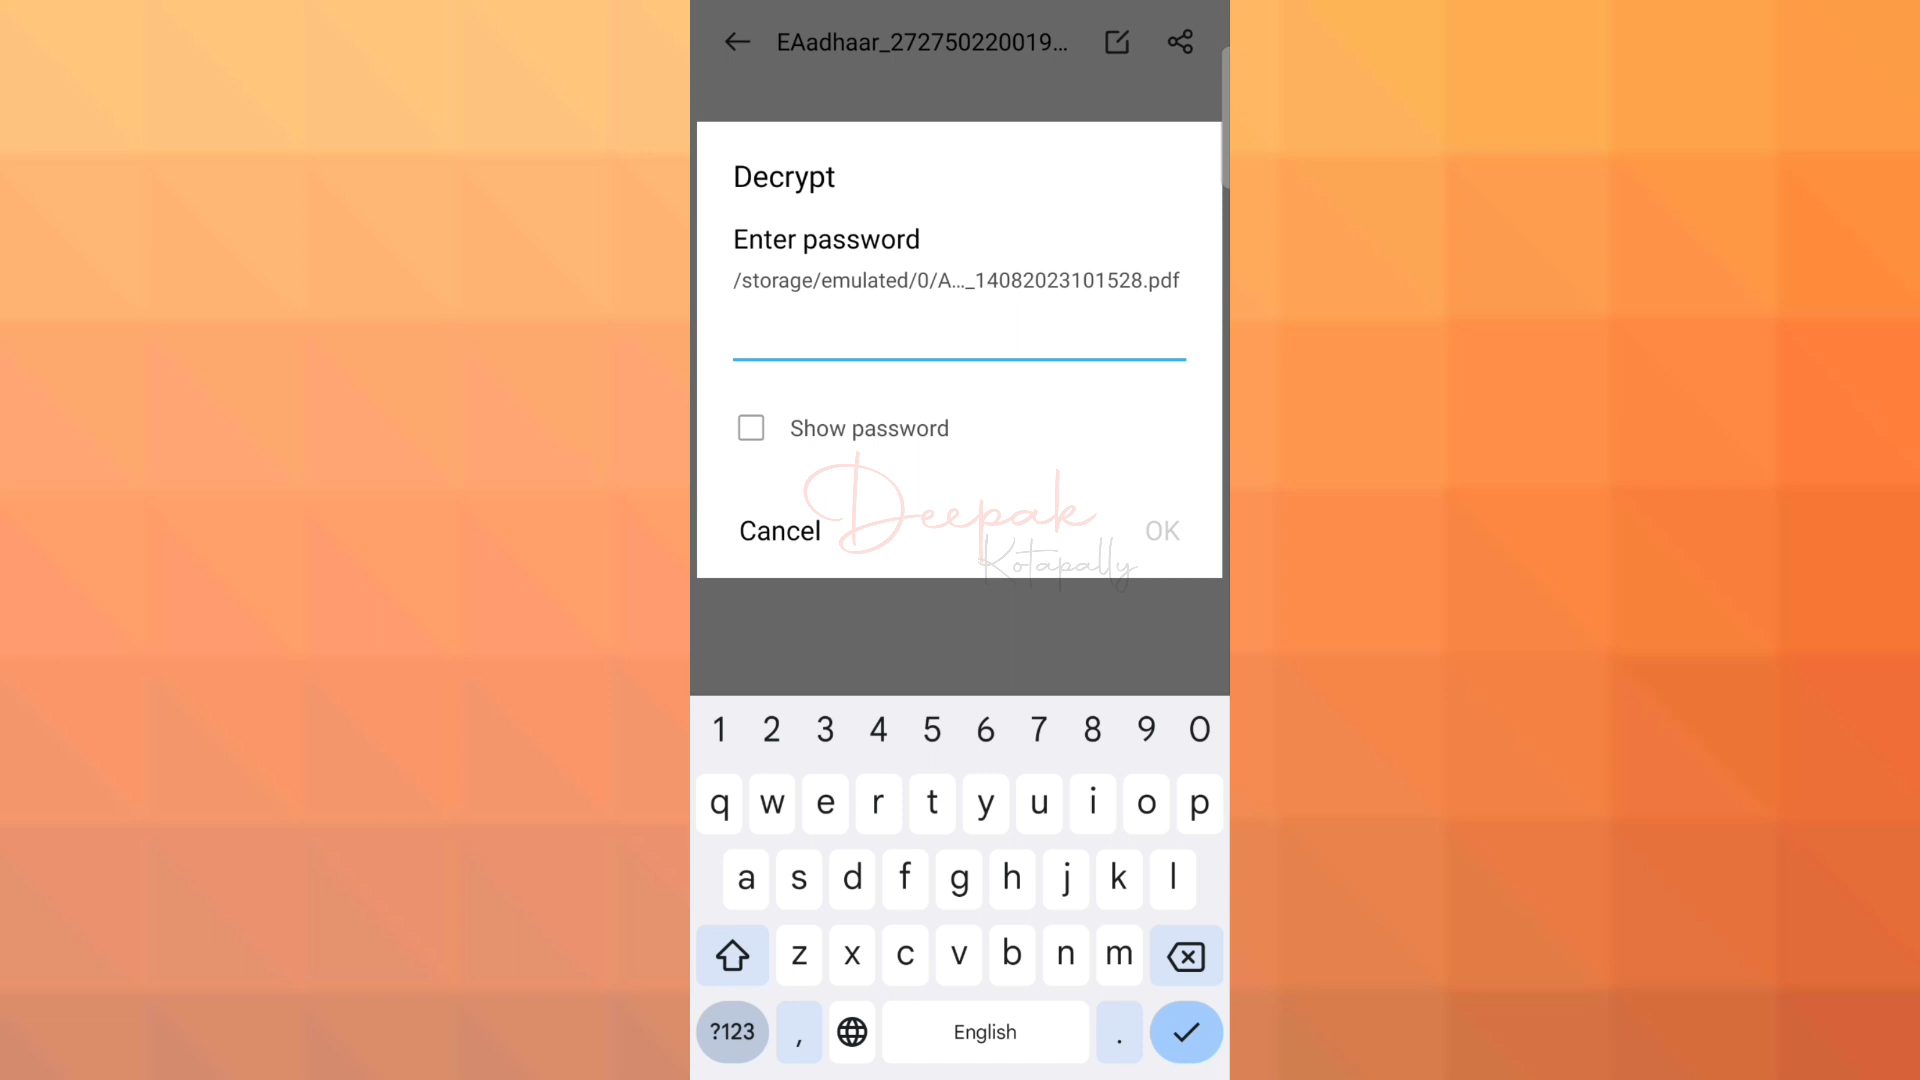 EAadhaar_272750220019...
Decrypt
Enter password
/storage/emulated/0/A..._14082023101528.pdf
Show password
Cancel
OK
Deepak
Kotapally
1 2 3 4 5 6 7 8 9 0
q w e r t y u i o p
a s d f g h j k l
z x c v b n m
?123 , English .